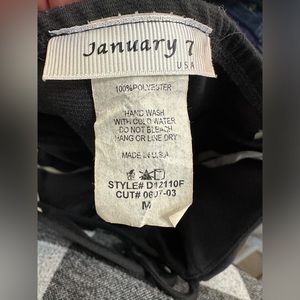 January 7
USA
100% POLYESTER
HAND WASH
WITH COLD WATER
DO NOT BLEACH
HANG OR LINE DRY
MADE IN U.S.A
STYLE# D12110F
CUT# 0607-03
M